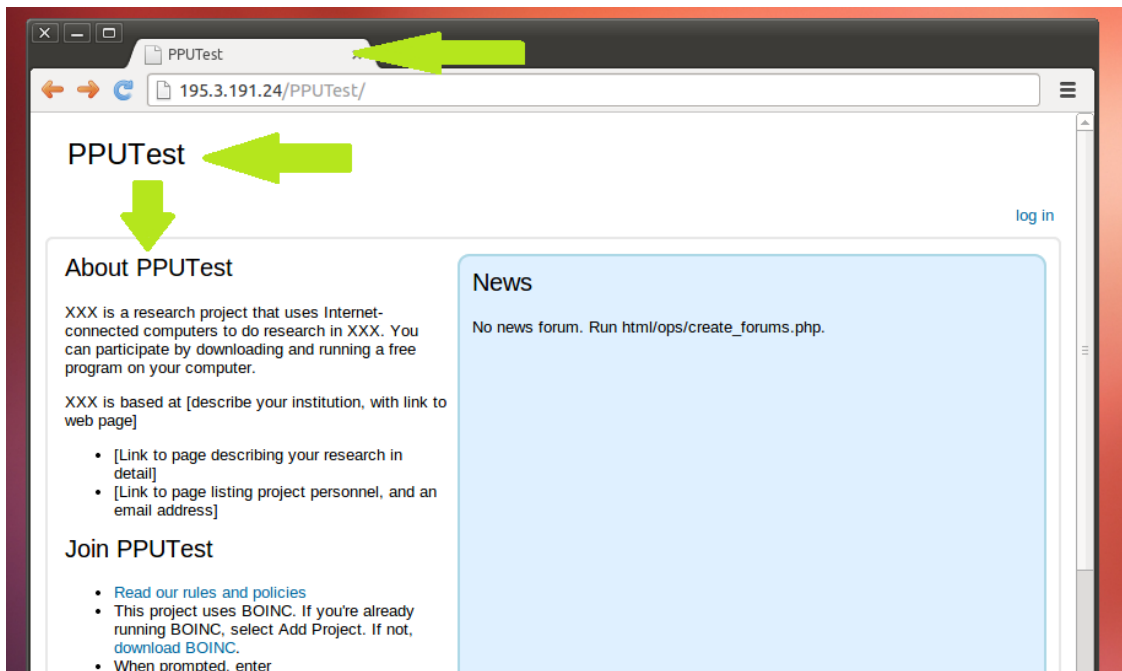 PPUTest
195.3.191.24/PPUTest/
PPUTest
log in
About PPUTest
XXX is a research project that uses Internet-
connected computers to do research in XXX. You
can participate by downloading and running a free
program on your computer.
XXX is based at [describe your institution, with link to
web page]
• [Link to page describing your research in
detail]
• [Link to page listing project personnel, and an
email address]
Join PPUTest
• Read our rules and policies
• This project uses BOINC. If you're already
running BOINC, select Add Project. If not,
download BOINC.
• When prompted, enter
News
No news forum. Run html/ops/create_forums.php.